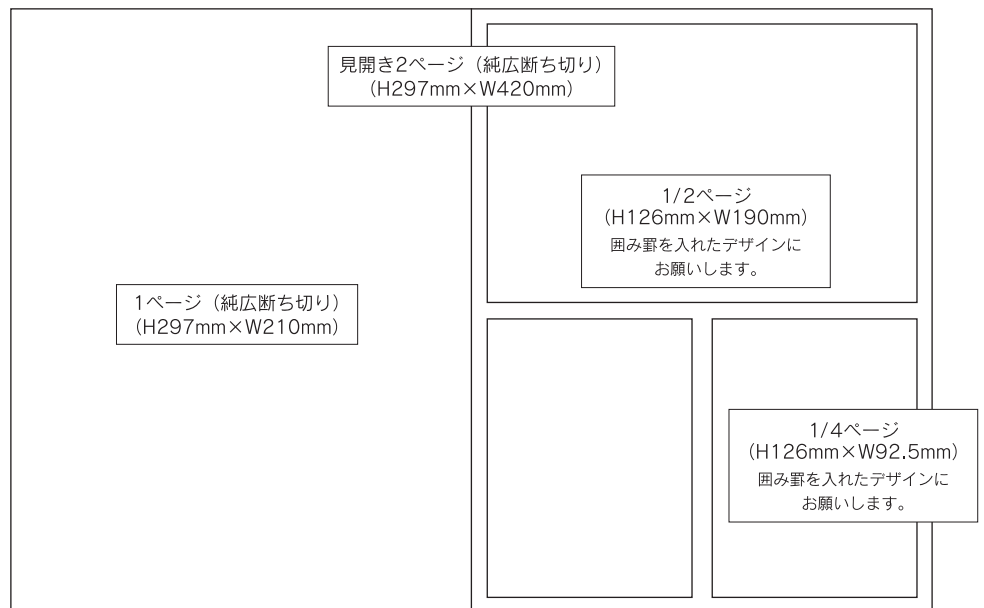 見開き2ページ（純広断ち切り）
（H297mm×W420mm）
1/2ページ
（H126mm×W190mm）
囲み罫を入れたデザインに
お願いします。
1ページ（純広断ち切り）
（H297mm×W210mm）
1/4ページ
（H126mm×W92.5mm）
囲み罫を入れたデザインに
お願いします。